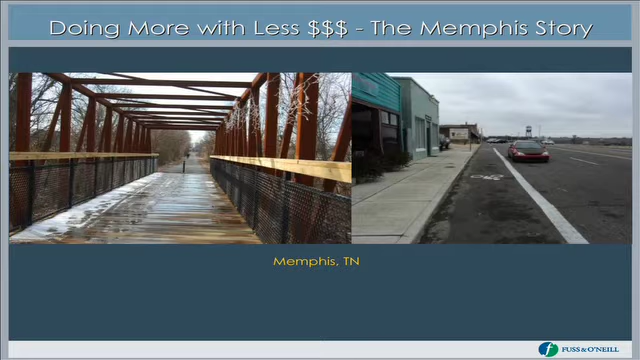 Doing More with Less $$$ - The Memphis Story
Memphis, TN
FUSS & O'NEILL